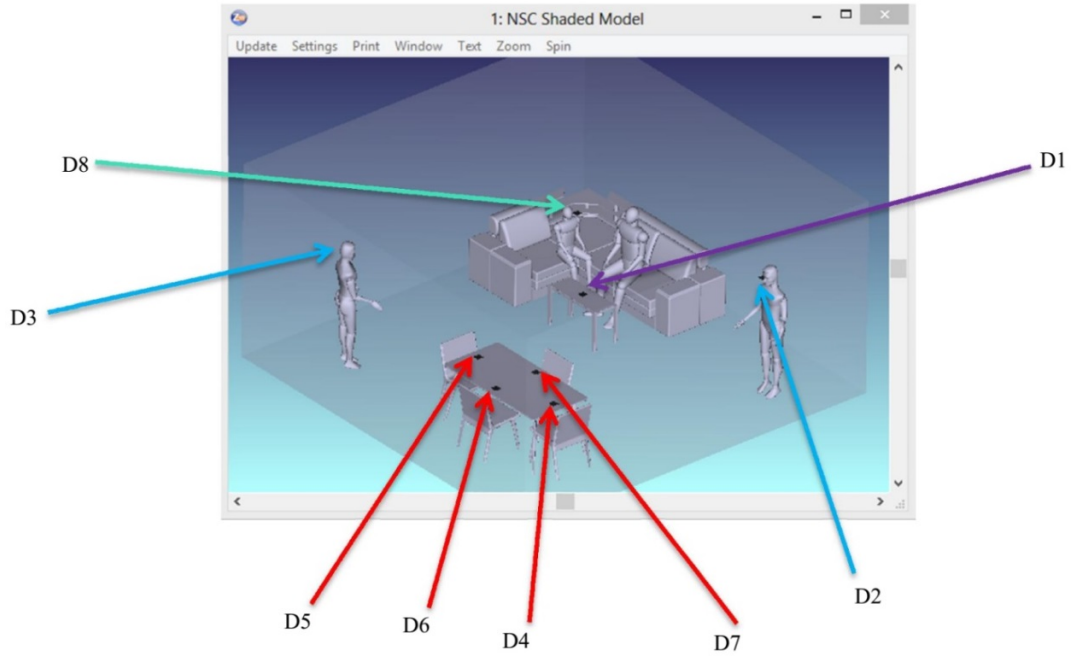 1: NSC Shaded Model
Update Settings Print Window Text Zoom Spin
D8
D1
D3
D2
D5
D6
D4
D7